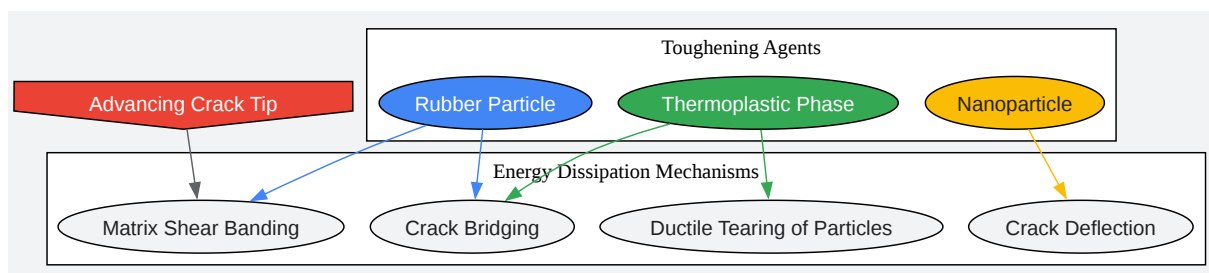 Toughening Agents
Advancing Crack Tip
Rubber Particle
Thermoplastic Phase
Nanoparticle
Energy Dissipation Mechanisms
Matrix Shear Banding
Crack Bridging
Ductile Tearing of Particles
Crack Deflection